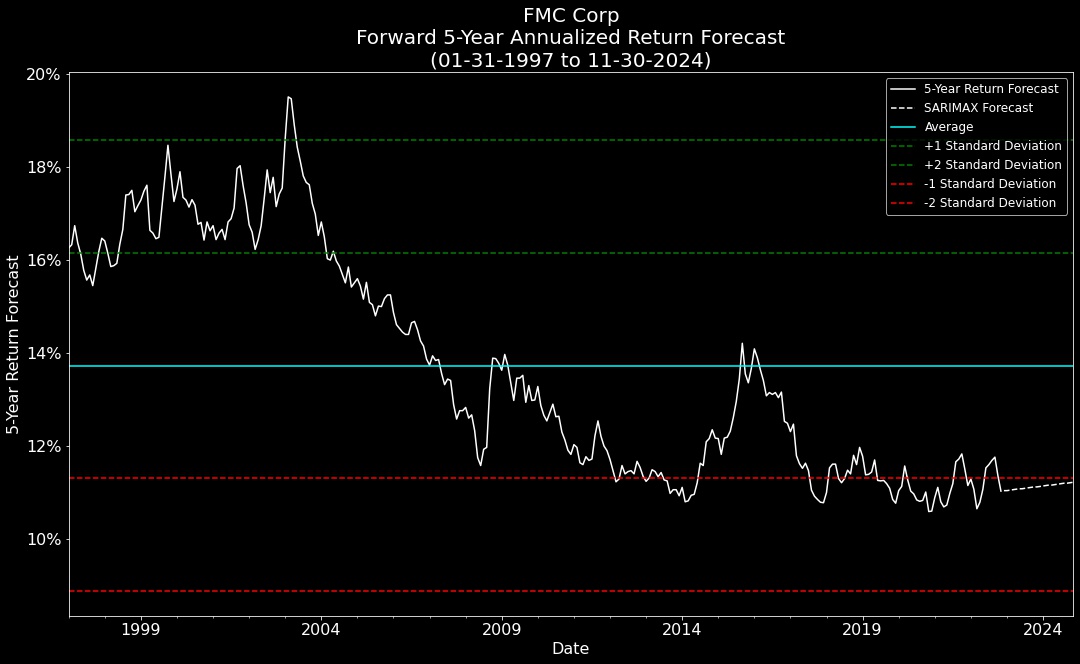 FMC Corp
Forward 5-Year Annualized Return Forecast
(01-31-1997 to 11-30-2024)
5-Year Return Forecast
20%
18%
16%
14%
12%
10%
5-Year Return Forecast
SARIMAX Forecast
Average
+1 Standard Deviation
+2 Standard Deviation
-1 Standard Deviation
-2 Standard Deviation
1999
2004
2009
2014
2019
2024
Date